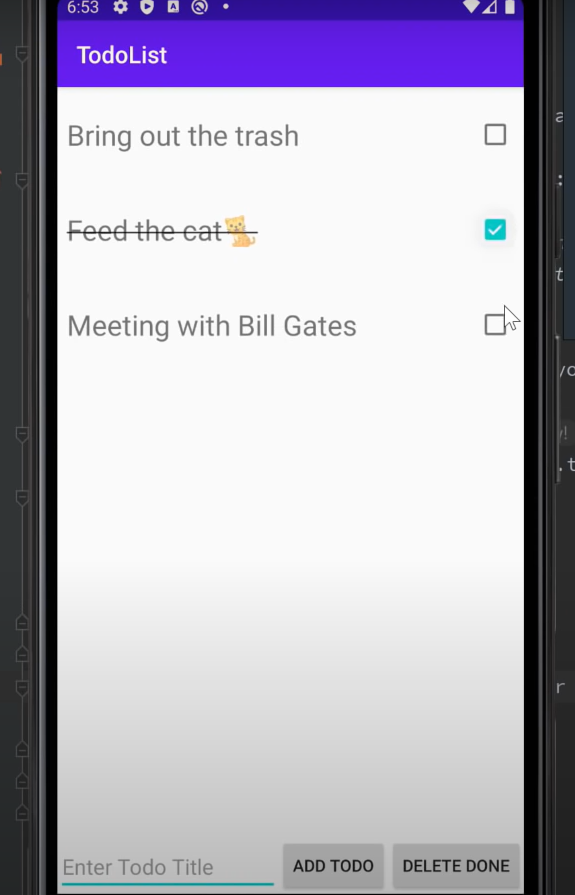 6:53
TodoList
Bring out the trash
Feed the cat🐈
Meeting with Bill Gates
Enter Todo Title
ADD TODO
DELETE DONE